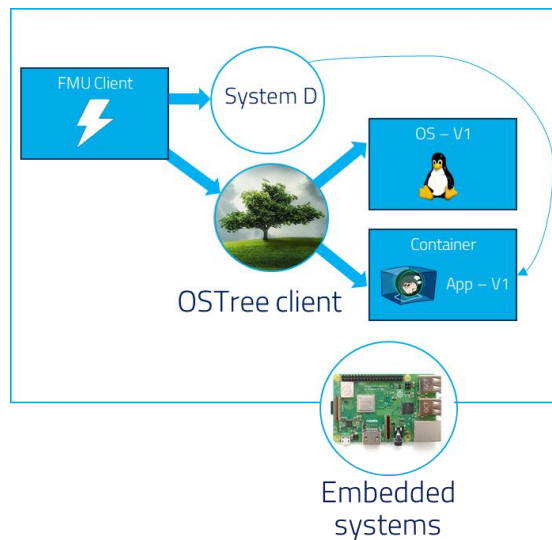 FMU Client
System D
OS – V1
OSTree client
Container
App – V1
Embedded
systems